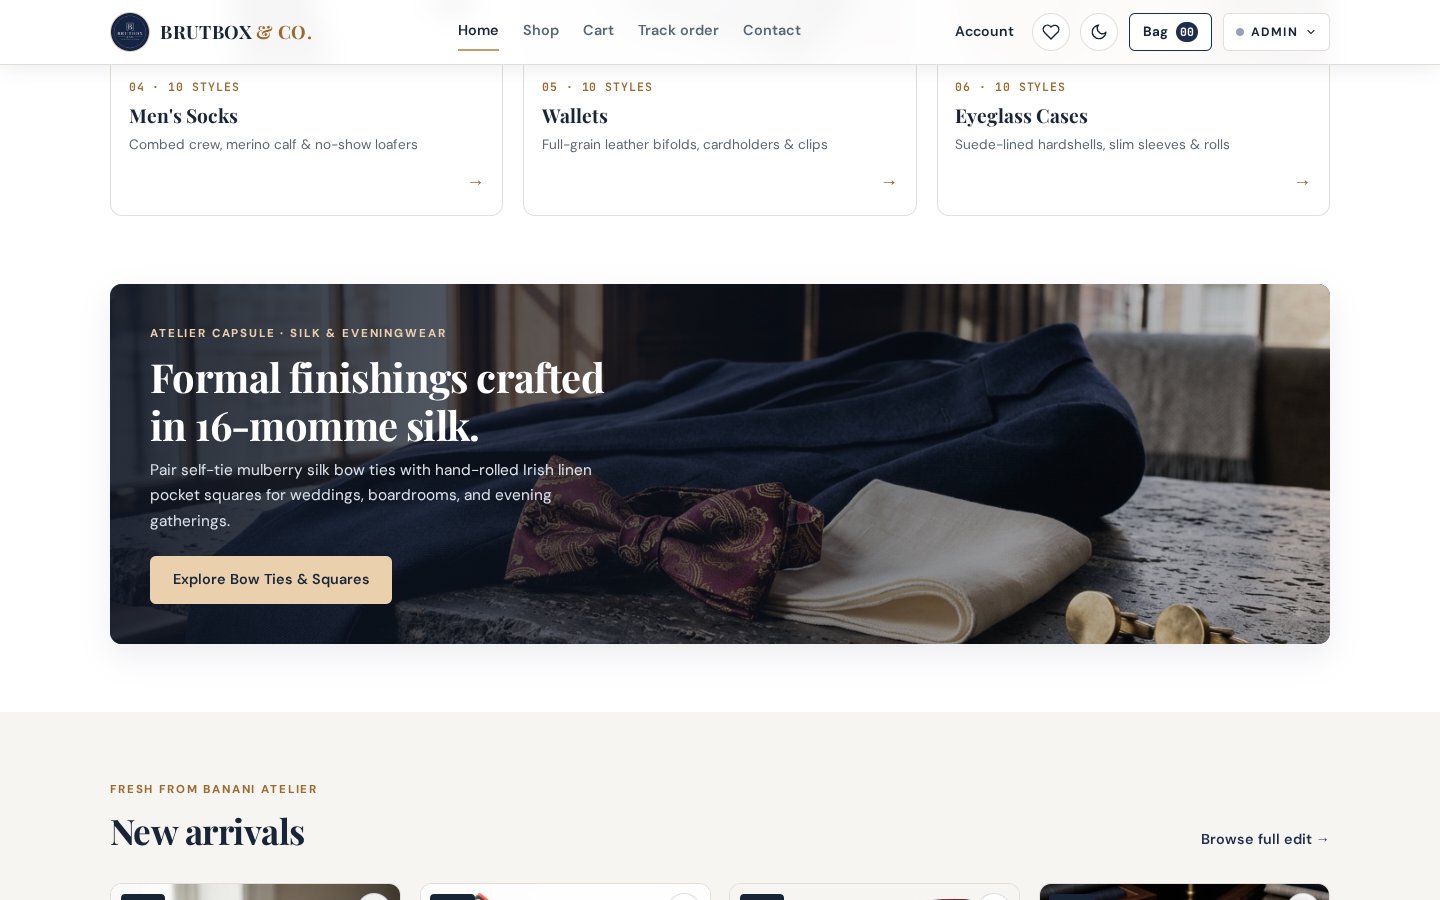 BRUTBOX & CO.
Home
Shop
Cart
Track order
Contact
Account
Bag 00
ADMIN
04 · 10 STYLES
Men's Socks
Combed crew, merino calf & no-show loafers
→
05 · 10 STYLES
Wallets
Full-grain leather bifolds, cardholders & clips
→
06 · 10 STYLES
Eyeglass Cases
Suede-lined hardshells, slim sleeves & rolls
→
ATELIER CAPSULE · SILK & EVENINGWEAR
Formal finishings crafted
in 16-momme silk.
Pair self-tie mulberry silk bow ties with hand-rolled Irish linen
pocket squares for weddings, boardrooms, and evening
gatherings.
Explore Bow Ties & Squares
FRESH FROM BANANI ATELIER
New arrivals
Browse full edit →